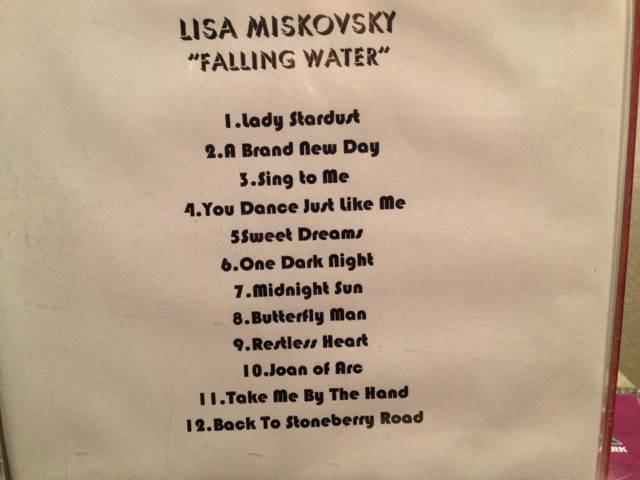 LISA MISKOVSKY
"FALLING WATER"
1.Lady Stardust
2.A Brand New Day
3.Sing to Me
4.You Dance Just Like Me
5Sweet Dreams
6.One Dark Night
7.Midnight Sun
8.Butterfly Man
9.Restless Heart
10.Joan of Arc
11.Take Me By The Hand
12.Back To Stoneberry Road